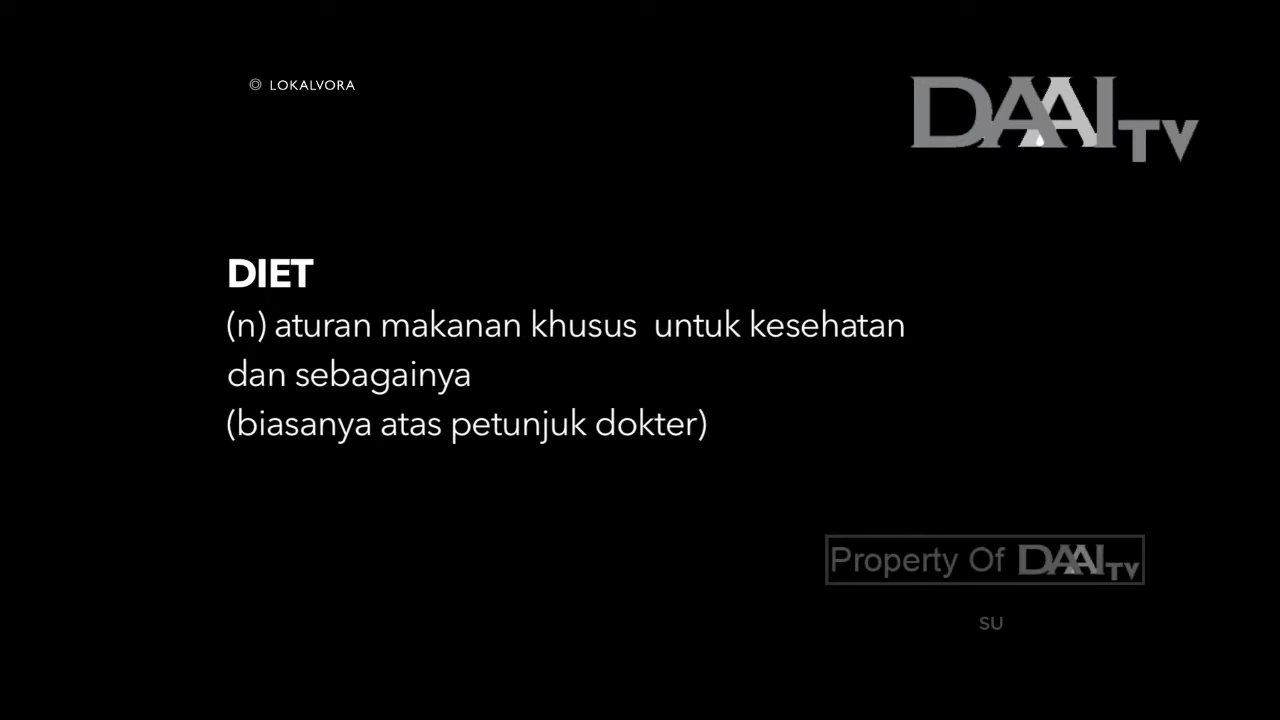 ◎ LOKALVORA
DAAI TV
DIET
(n) aturan makanan khusus  untuk kesehatan
dan sebagainya
(biasanya atas petunjuk dokter)
Property Of DAAI TV
SU